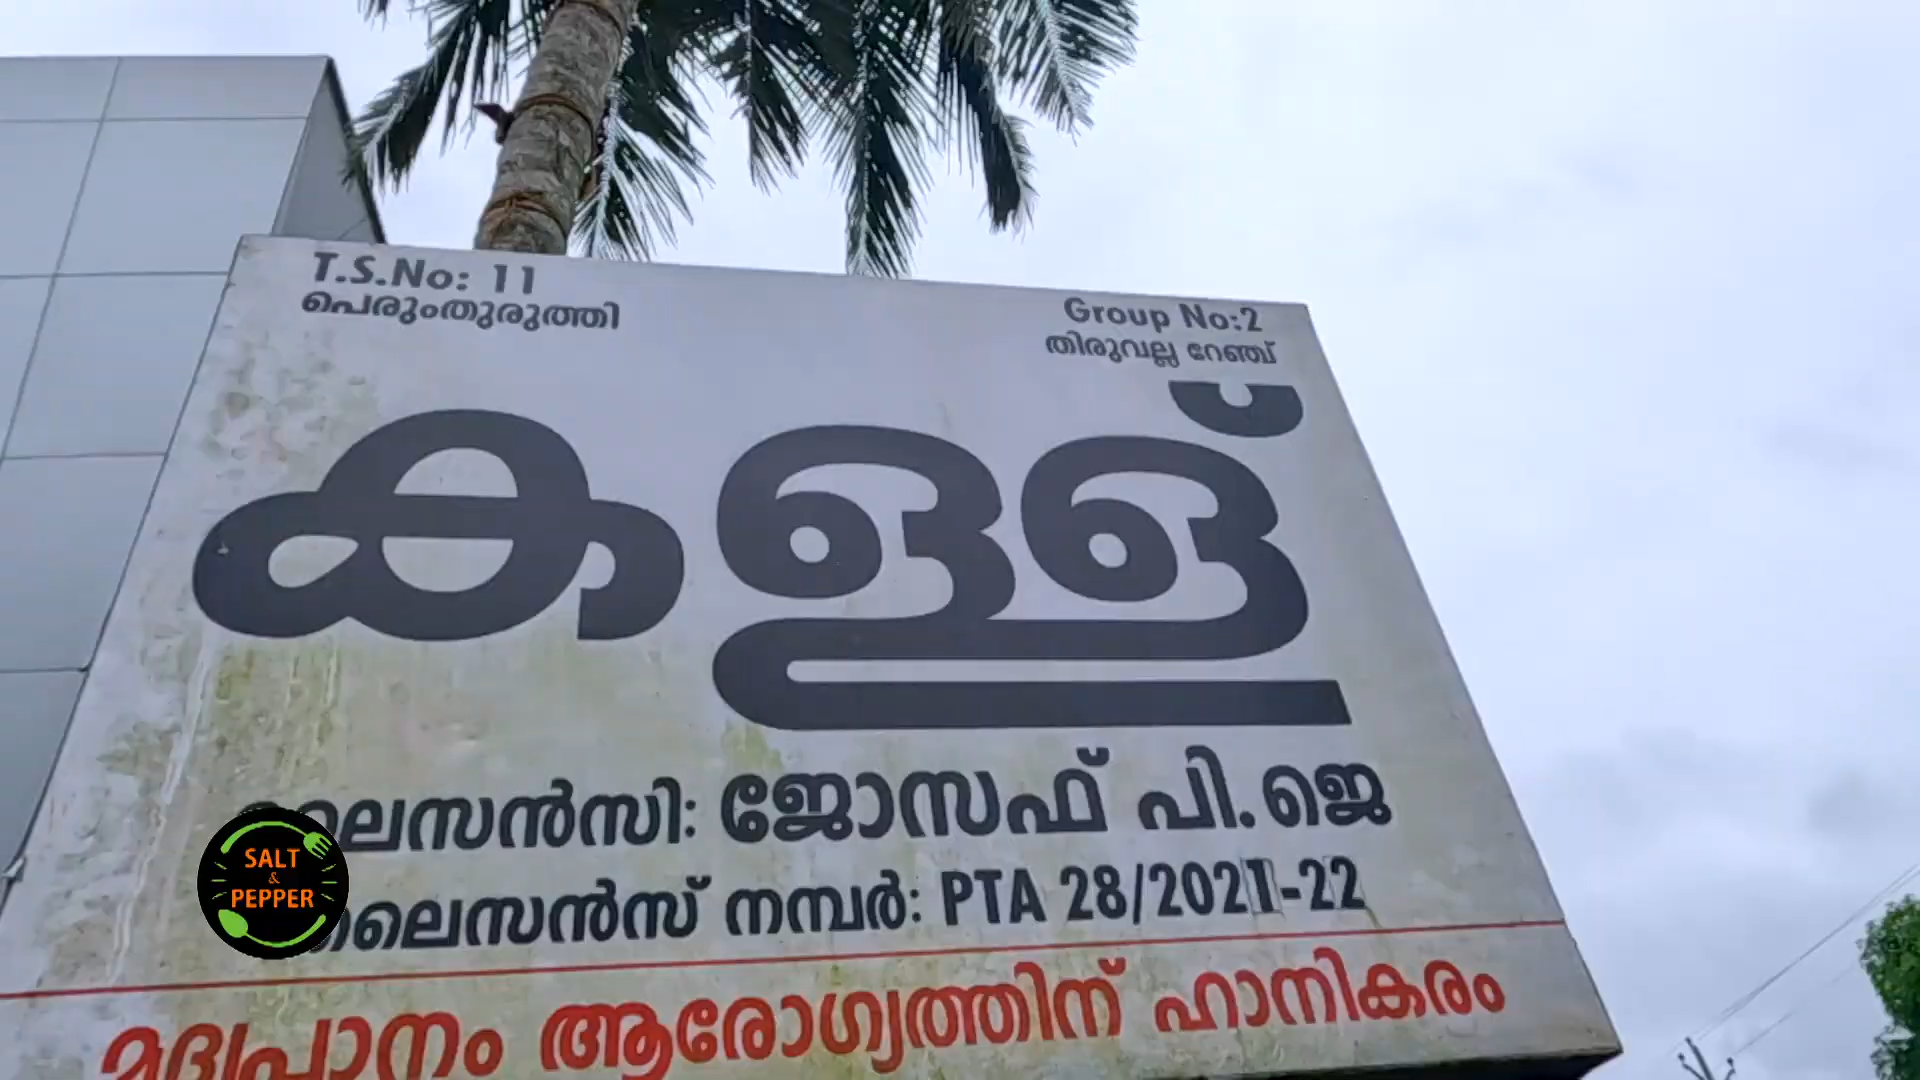 T.S.No: 11
പെരുംതുരുത്തി
Group No:2
തിരുവല്ല റേഞ്ച്
കള്ള്
ലൈസൻസി: ജോസഫ് പി.ജെ
ലൈസൻസ് നമ്പർ: PTA 28/2021-22
മദ്യപാനം ആരോഗ്യത്തിന് ഹാനികരം
SALT
&
PEPPER